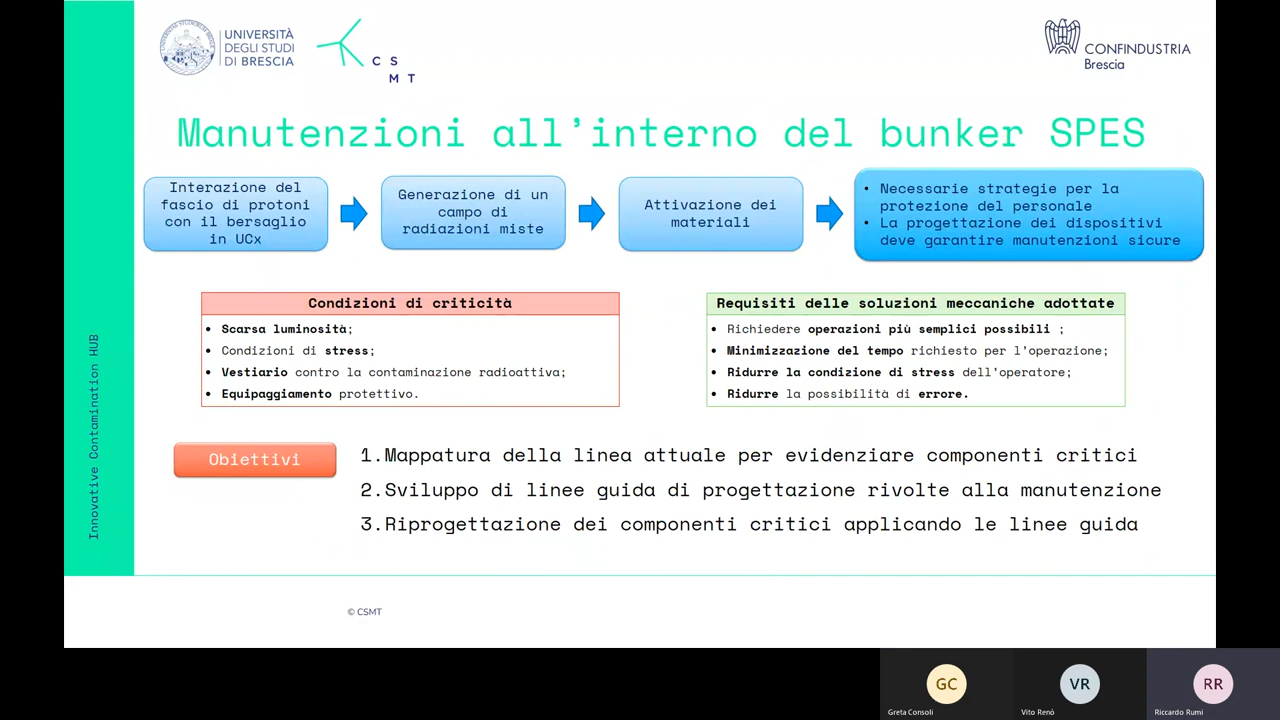 UNIVERSITÀ
DEGLI STUDI
DI BRESCIA
C S
M T
CONFINDUSTRIA
Brescia
Manutenzioni all'interno del bunker SPES
Interazione del
fascio di protoni
con il bersaglio
in UCx
Generazione di un
campo di
radiazioni miste
Attivazione dei
materiali
• Necessarie strategie per la
protezione del personale
• La progettazione dei dispositivi
deve garantire manutenzioni sicure
Condizioni di criticità
• Scarsa luminosità;
• Condizioni di stress;
• Vestiario contro la contaminazione radioattiva;
• Equipaggiamento protettivo.
Requisiti delle soluzioni meccaniche adottate
• Richiedere operazioni più semplici possibili ;
• Minimizzazione del tempo richiesto per l'operazione;
• Ridurre la condizione di stress dell'operatore;
• Ridurre la possibilità di errore.
Innovative Contamination HUB
Obiettivi
1.Mappatura della linea attuale per evidenziare componenti critici
2.Sviluppo di linee guida di progettazione rivolte alla manutenzione
3.Riprogettazione dei componenti critici applicando le linee guida
© CSMT
GC
VR
RR
Greta Consoli
Vito Renò
Riccardo Rumi